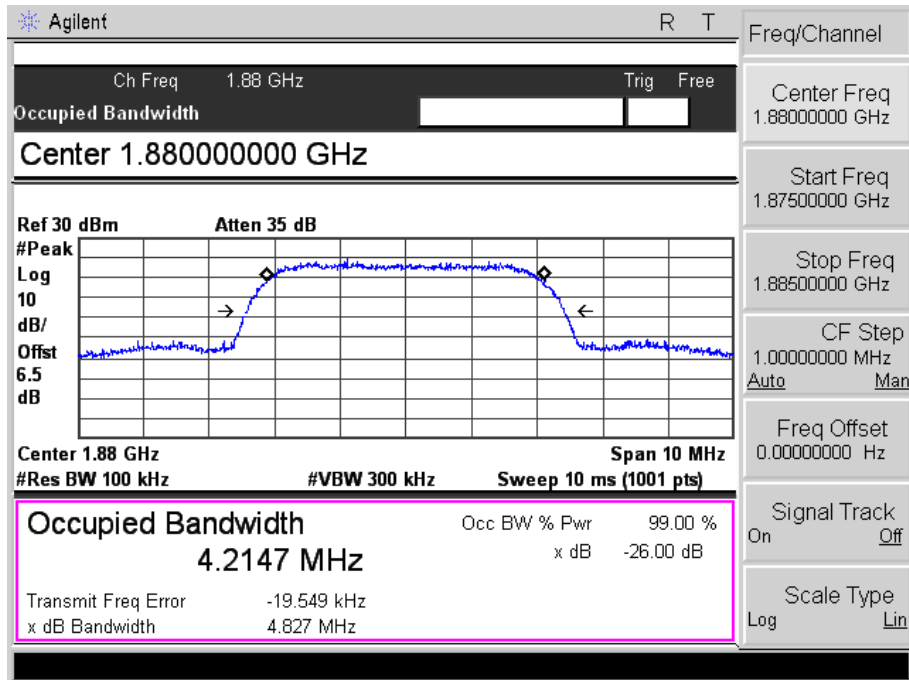 Agilent
R T
Ch Freq 1.88 GHz Trig Free
Occupied Bandwidth
Center 1.880000000 GHz
Ref 30 dBm Atten 35 dB
#Peak
Log
10
dB/
Offst
6.5
dB
Center 1.88 GHz Span 10 MHz
#Res BW 100 kHz #VBW 300 kHz Sweep 10 ms (1001 pts)
Occupied Bandwidth
4.2147 MHz
Occ BW % Pwr 99.00 %
x dB -26.00 dB
Transmit Freq Error -19.549 kHz
x dB Bandwidth 4.827 MHz
Freq/Channel
Center Freq
1.88000000 GHz
Start Freq
1.87500000 GHz
Stop Freq
1.88500000 GHz
CF Step
1.00000000 MHz
Auto Man
Freq Offset
0.00000000 Hz
Signal Track
On Off
Scale Type
Log Lin